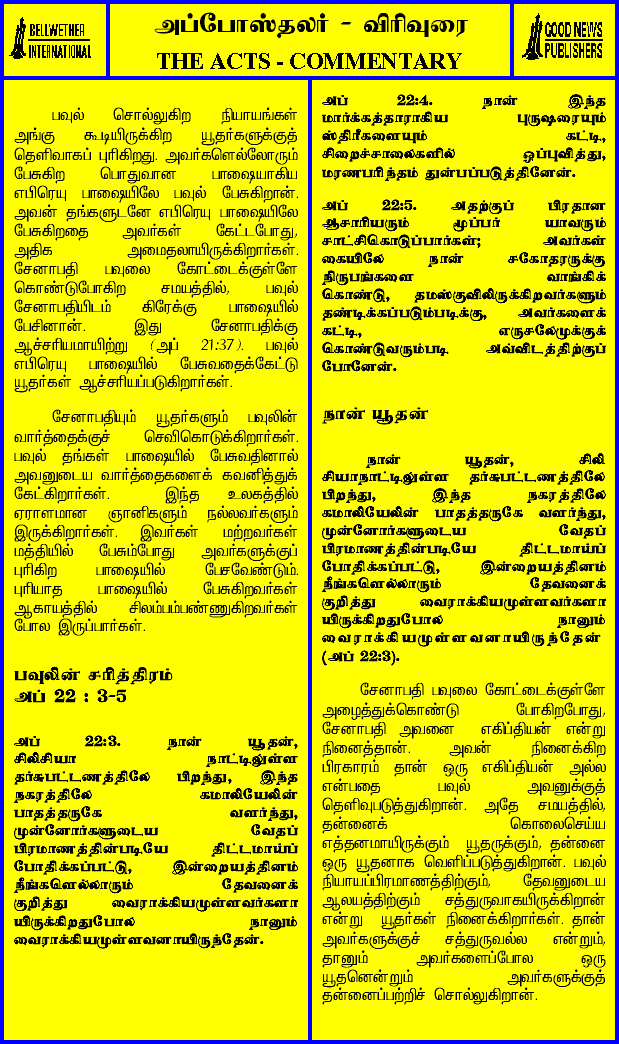 BELLWETHER
INTERNATIONAL
அப்போஸ்தலர் - விரிவுரை
THE ACTS - COMMENTARY
GOOD NEWS
PUBLISHERS
பவுல் சொல்லுகிற நியாயங்கள்
அங்கு கூடியிருக்கிற யூதர்களுக்குத்
தெளிவாகப் புரிகிறது. அவர்களெல்லோரும்
பேசுகிற பொதுவான பாஷையாகிய
எபிரெயு பாஷையிலே பவுல் பேசுகிறான்.
அவன் தங்களுடனே எபிரெயு பாஷையிலே
பேசுகிறதை அவர்கள் கேட்டபோது,
அதிக அமைதலாயிருக்கிறார்கள்.
சேனாபதி பவுலை கோட்டைக்குள்ளே
கொண்டுபோகிற சமயத்தில், பவுல்
சேனாபதியிடம் கிரேக்கு பாஷையில்
பேசினான். இது சேனாபதிக்கு
ஆச்சரியமாயிற்று (அப் 21:37). பவுல்
எபிரெயு பாஷையில் பேசுவதைக்கேட்டு
யூதர்கள் ஆச்சரியப்படுகிறார்கள்.
சேனாபதியும் யூதர்களும் பவுலின்
வார்த்தைக்குச் செவிகொடுக்கிறார்கள்.
பவுல் தங்கள் பாஷையில் பேசுவதினால்
அவனுடைய வார்த்தைகளைக் கவனித்துக்
கேட்கிறார்கள். இந்த உலகத்தில்
ஏராளமான ஞானிகளும் நல்லவர்களும்
இருக்கிறார்கள். இவர்கள் மற்றவர்கள்
மத்தியில் பேசும்போது அவர்களுக்குப்
புரிகிற பாஷையில் பேசவேண்டும்.
புரியாத பாஷையில் பேசுகிறவர்கள்
ஆகாயத்தில் சிலம்பம்பண்ணுகிறவர்கள்
போல இருப்பார்கள்.
பவுலின் சரித்திரம்
அப் 22 : 3-5
அப் 22:3. நான் யூதன்,
சிலிசியா நாட்டிலுள்ள
தர்சுபட்டணத்திலே பிறந்து, இந்த
நகரத்திலே கமாலியேலின்
பாதத்தருகே வளர்ந்து,
முன்னோர்களுடைய வேதப்
பிரமாணத்தின்படியே திட்டமாய்ப்
போதிக்கப்பட்டு, இன்றையத்தினம்
நீங்களெல்லாரும் தேவனைக்
குறித்து வைராக்கியமுள்ளவர்களா
யிருக்கிறதுபோல நானும்
வைராக்கியமுள்ளவனாயிருந்தேன்.
அப் 22:4. நான் இந்த
மார்க்கத்தாராகிய புருஷரையும்
ஸ்திரீகளையும் கட்டி,
சிறைச்சாலைகளில் ஒப்புவித்து,
மரணபரிந்தம் துன்பப்படுத்தினேன்.
அப் 22:5. அதற்குப் பிரதான
ஆசாரியரும் மூப்பர் யாவரும்
சாட்சிகொடுப்பார்கள்; அவர்கள்
கையிலே நான் சகோதரருக்கு
நிருபங்களை வாங்கிக்
கொண்டு, தமஸ்குவிலிருக்கிறவர்களும்
தண்டிக்கப்படும்படிக்கு, அவர்களைக்
கட்டி, எருசலேமுக்குக்
கொண்டுவரும்படி அவ்விடத்திற்குப்
போனேன்.
நான் யூதன்
நான் யூதன், சிலி
சியாநாட்டிலுள்ள தர்சுபட்டணத்திலே
பிறந்து, இந்த நகரத்திலே
கமாலியேலின் பாதத்தருகே வளர்ந்து,
முன்னோர்களுடைய வேதப்
பிரமாணத்தின்படியே திட்டமாய்ப்
போதிக்கப்பட்டு, இன்றையத்தினம்
நீங்களெல்லாரும் தேவனைக்
குறித்து வைராக்கியமுள்ளவர்களா
யிருக்கிறதுபோல நானும்
வைராக்கியமுள்ளவனாயிருந்தேன்
(அப் 22:3).
சேனாபதி பவுலை கோட்டைக்குள்ளே
அழைத்துக்கொண்டு போகிறபோது,
சேனாபதி அவனை எகிப்தியன் என்று
நினைத்தான். அவன் நினைக்கிற
பிரகாரம் தான் ஒரு எகிப்தியன் அல்ல
என்பதை பவுல் அவனுக்குத்
தெளிவுபடுத்துகிறான். அதே சமயத்தில்,
தன்னைக் கொலைசெய்ய
எத்தனமாயிருக்கும் யூதருக்கும், தன்னை
ஒரு யூதனாக வெளிப்படுத்துகிறான். பவுல்
நியாயப்பிரமாணத்திற்கும், தேவனுடைய
ஆலயத்திற்கும் சத்துருவாகயிருக்கிறான்
என்று யூதர்கள் நினைக்கிறார்கள். தான்
அவர்களுக்குச் சத்துருவல்ல என்றும்,
தானும் அவர்களைப்போல ஒரு
யூதனென்றும் அவர்களுக்குத்
தன்னைப்பற்றிச் சொல்லுகிறான்.